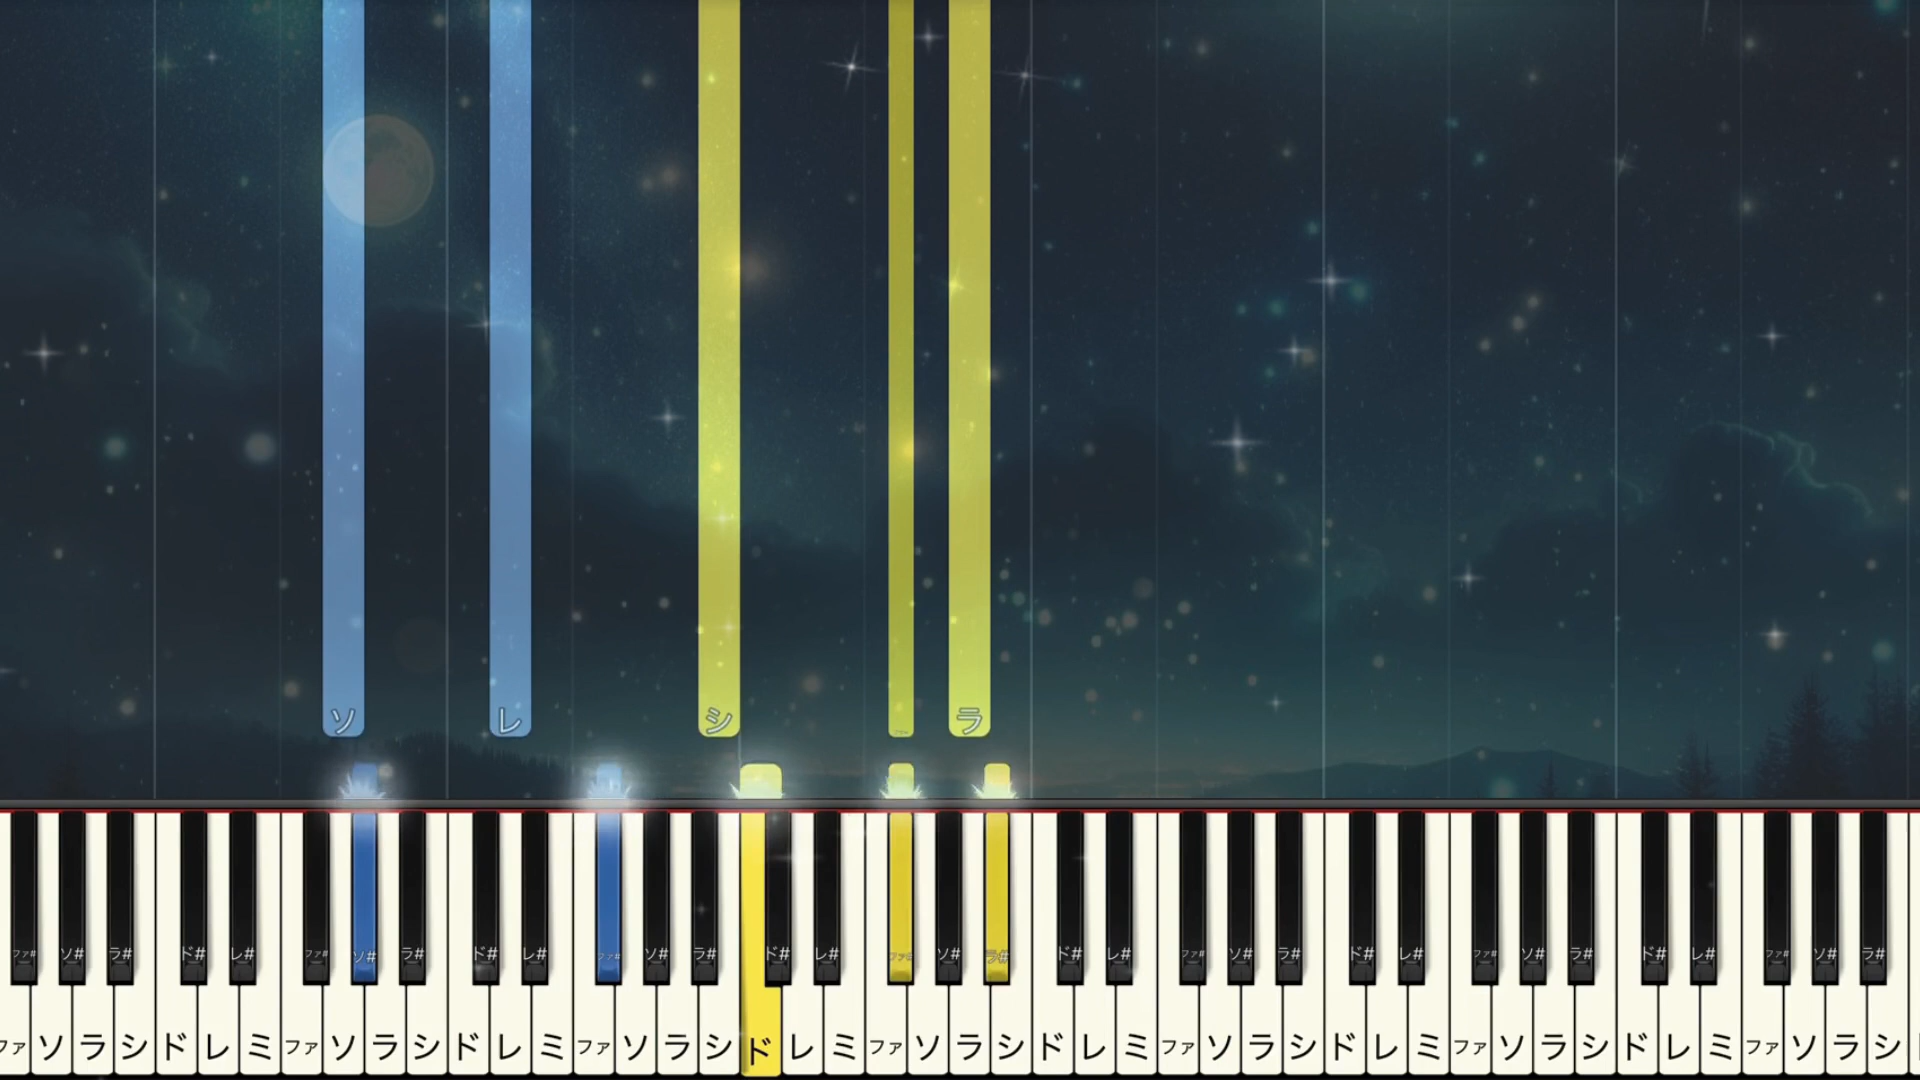 ソ レ シ ファ# ラ
ファ# ソ# ラ# ド# レ# ファ# ソ# ラ# ド# レ# ファ# ソ# ラ# ド# レ# ファ# ソ# ラ# ド# レ# ファ# ソ# ラ# ド# レ# ファ# ソ# ラ# ド# レ# ファ# ソ# ラ#
ファ ソ ラ シ ド レ ミ ファ ソ ラ シ ド レ ミ ファ ソ ラ シ ド レ ミ ファ ソ ラ シ ド レ ミ ファ ソ ラ シ ド レ ミ ファ ソ ラ シ ド レ ミ ファ ソ ラ シ